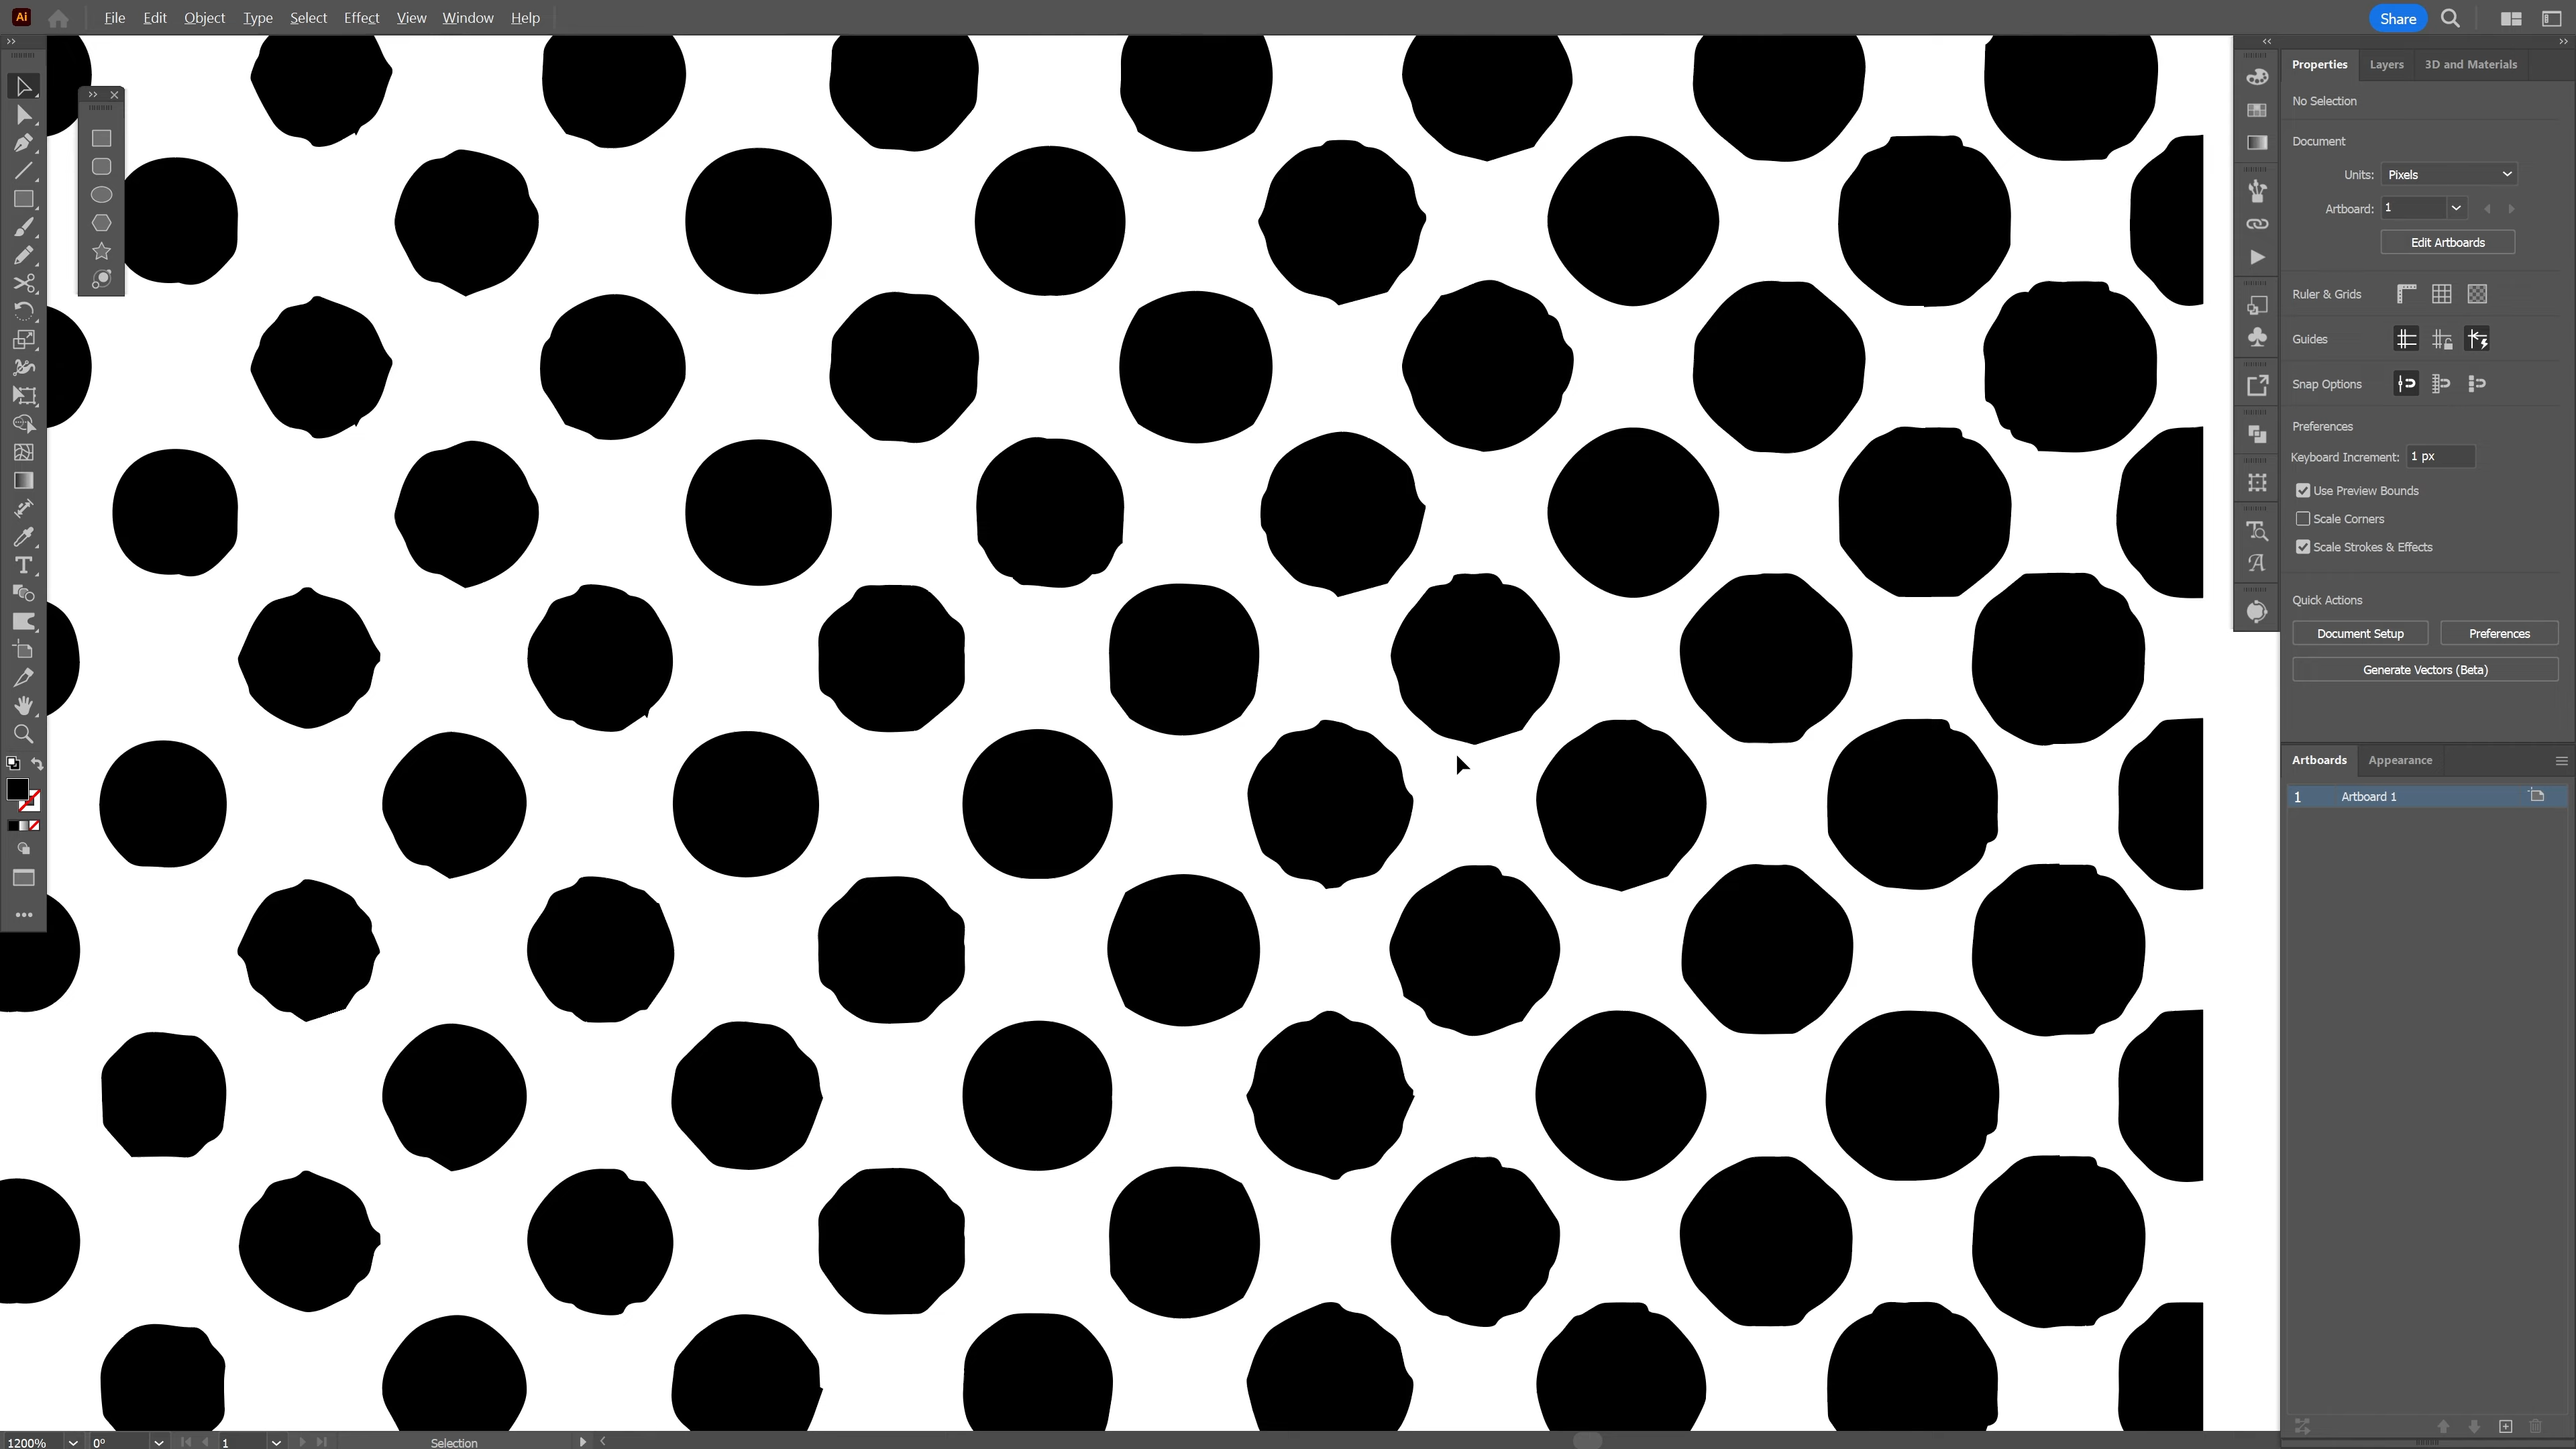 Ai File Edit Object Type Select Effect View Window Help Share
Properties Layers 3D and Materials
No Selection
Document
Units: Pixels
Artboard: 1
Edit Artboards
Ruler & Grids
Guides
Snap Options
Preferences
Keyboard Increment: 1 px
Use Preview Bounds
Scale Corners
Scale Strokes & Effects
Quick Actions
Document Setup Preferences
Generate Vectors (Beta)
Artboards Appearance
1 Artboard 1
1200% 0° 1 Selection